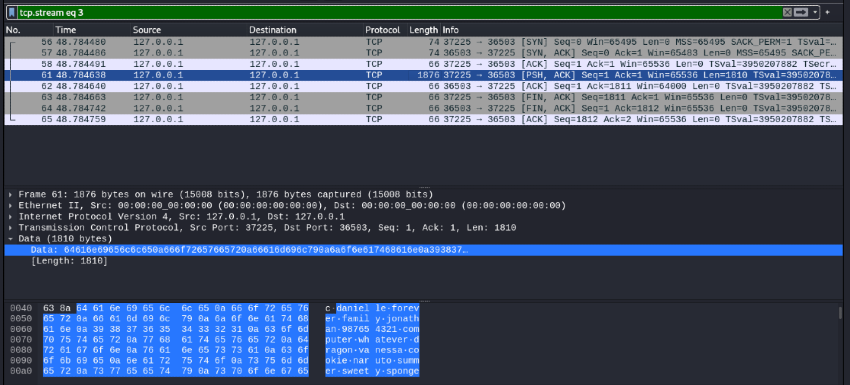 tcp.stream eq 3
No. Time Source Destination Protocol Length Info
56 48.784480 127.0.0.1 127.0.0.1 TCP 74 37225 → 36503 [SYN] Seq=0 Win=65495 Len=0 MSS=65495 SACK_PERM=1 TSval=…
57 48.784486 127.0.0.1 127.0.0.1 TCP 74 37225 → 36503 [SYN, ACK] Seq=0 Ack=1 Win=65483 Len=0 MSS=65495 SACK_PE…
58 48.784491 127.0.0.1 127.0.0.1 TCP 66 37225 → 36503 [ACK] Seq=1 Ack=1 Win=65536 Len=0 TSval=3950207882 TSecr…
61 48.784638 127.0.0.1 127.0.0.1 TCP 1876 37225 → 36503 [PSH, ACK] Seq=1 Ack=1 Win=65536 Len=1810 TSval=39502078…
62 48.784640 127.0.0.1 127.0.0.1 TCP 66 37225 → 36503 [ACK] Seq=1 Ack=1811 Win=64000 Len=0 TSval=3950207882 TS…
63 48.784663 127.0.0.1 127.0.0.1 TCP 66 37225 → 36503 [FIN, ACK] Seq=1811 Ack=1 Win=65536 Len=0 TSval=39502078…
64 48.784742 127.0.0.1 127.0.0.1 TCP 66 37225 → 36503 [FIN, ACK] Seq=1 Ack=1812 Win=65536 Len=0 TSval=39502078…
65 48.784759 127.0.0.1 127.0.0.1 TCP 66 37225 → 36503 [ACK] Seq=1812 Ack=2 Win=65536 Len=0 TSval=3950207882 TS…
Frame 61: 1876 bytes on wire (15008 bits), 1876 bytes captured (15008 bits)
Ethernet II, Src: 00:00:00_00:00:00 (00:00:00:00:00:00), Dst: 00:00:00_00:00:00 (00:00:00:00:00:00)
Internet Protocol Version 4, Src: 127.0.0.1, Dst: 127.0.0.1
Transmission Control Protocol, Src Port: 37225, Dst Port: 36503, Seq: 1, Ack: 1, Len: 1810
Data (1810 bytes)
Data: 64616e69656c6c650a666f72657665720a66616d696c790a6a6f6e617468616e0a393837…
[Length: 1810]
0040 63 8a 64 61 6e 69 65 6c 6c 65 0a 66 6f 72 65 76 c·danielle·forev
0050 65 72 0a 66 61 6d 69 6c 79 0a 6a 6f 6e 61 74 68 er·family·jonath
0060 61 6e 0a 39 38 37 36 35 34 33 32 31 0a 63 6f 6d an·987654321·com
0070 70 75 74 65 72 0a 77 68 61 74 65 76 65 72 0a 64 puter·whatever·d
0080 72 61 67 6f 6e 0a 76 61 6e 65 73 73 61 0a 63 6f ragon·vanessa·co
0090 6f 6b 69 65 0a 6e 61 72 75 74 6f 0a 73 75 6d 6d okie·naruto·summ
00a0 65 72 0a 73 77 65 65 74 79 0a 73 70 6f 6e 67 65 er·sweety·sponge